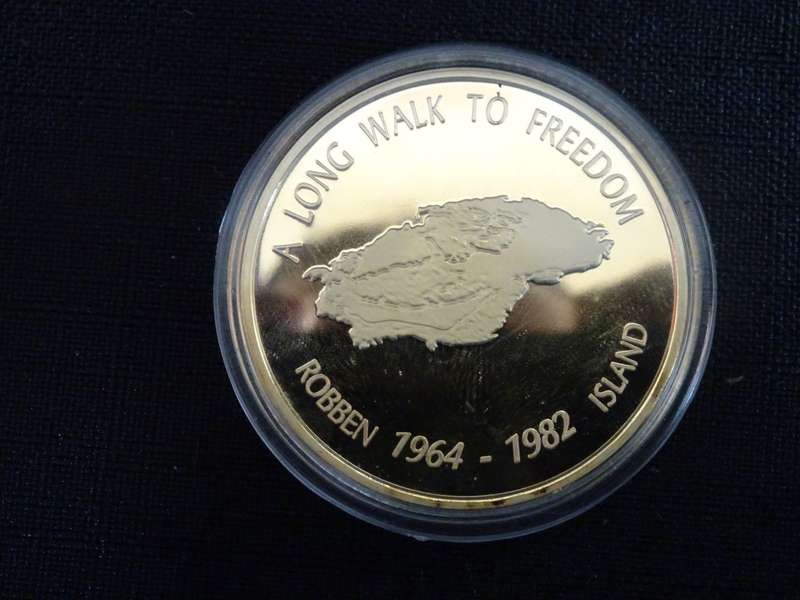 A LONG WALK TO FREEDOM
ROBBEN 1964 - 1982 ISLAND